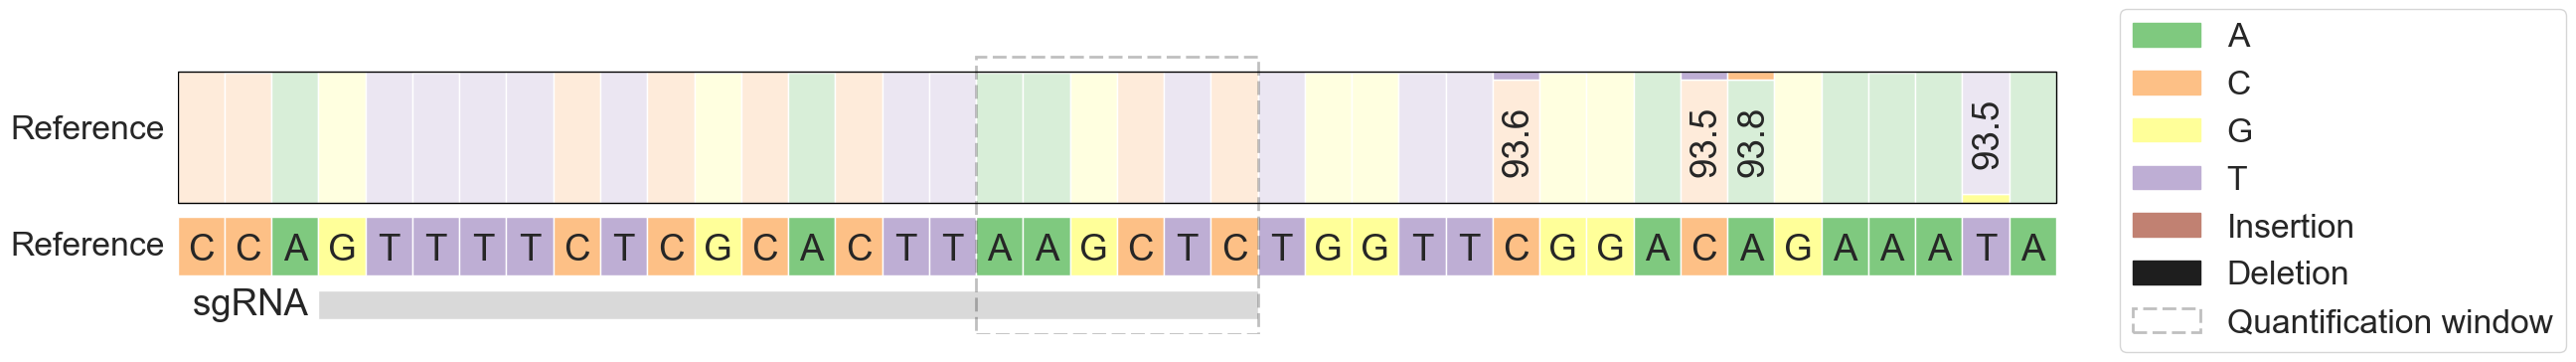 Reference 93.6 93.5 93.8 93.5
Reference C C A G T T T T C T C G C A C T T A A G C T C T G G T T C G G A C A G A A A T A
sgRNA
A
C
G
T
Insertion
Deletion
Quantification window